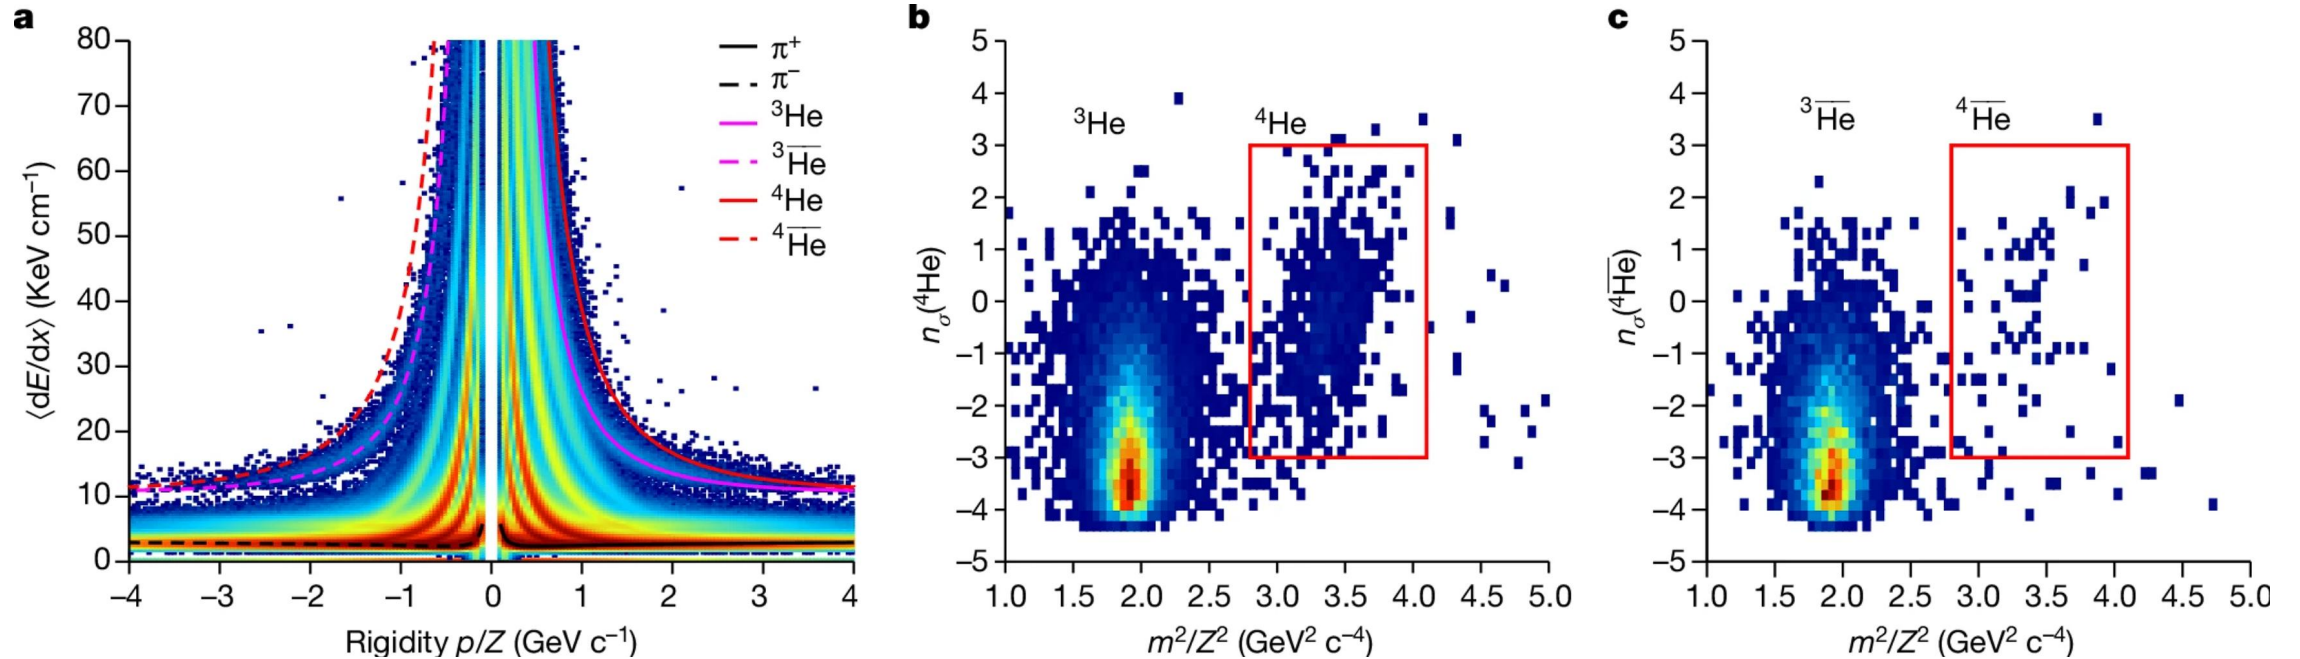 a
80
70
60
50
40
30
20
10
0
⟨dE/dx⟩ (KeV cm⁻¹)
–4 –3 –2 –1 0 1 2 3 4
Rigidity p/Z (GeV c⁻¹)
π⁺
π⁻
³He
³H̅e̅
⁴He
⁴H̅e̅
b
5
4
3
2
1
0
–1
–2
–3
–4
–5
nσ(⁴He)
³He ⁴He
1.0 1.5 2.0 2.5 3.0 3.5 4.0 4.5 5.0
m²/Z² (GeV² c⁻⁴)
c
5
4
3
2
1
0
–1
–2
–3
–4
–5
nσ(⁴H̅e̅)
³H̅e̅ ⁴H̅e̅
1.0 1.5 2.0 2.5 3.0 3.5 4.0 4.5 5.0
m²/Z² (GeV² c⁻⁴)